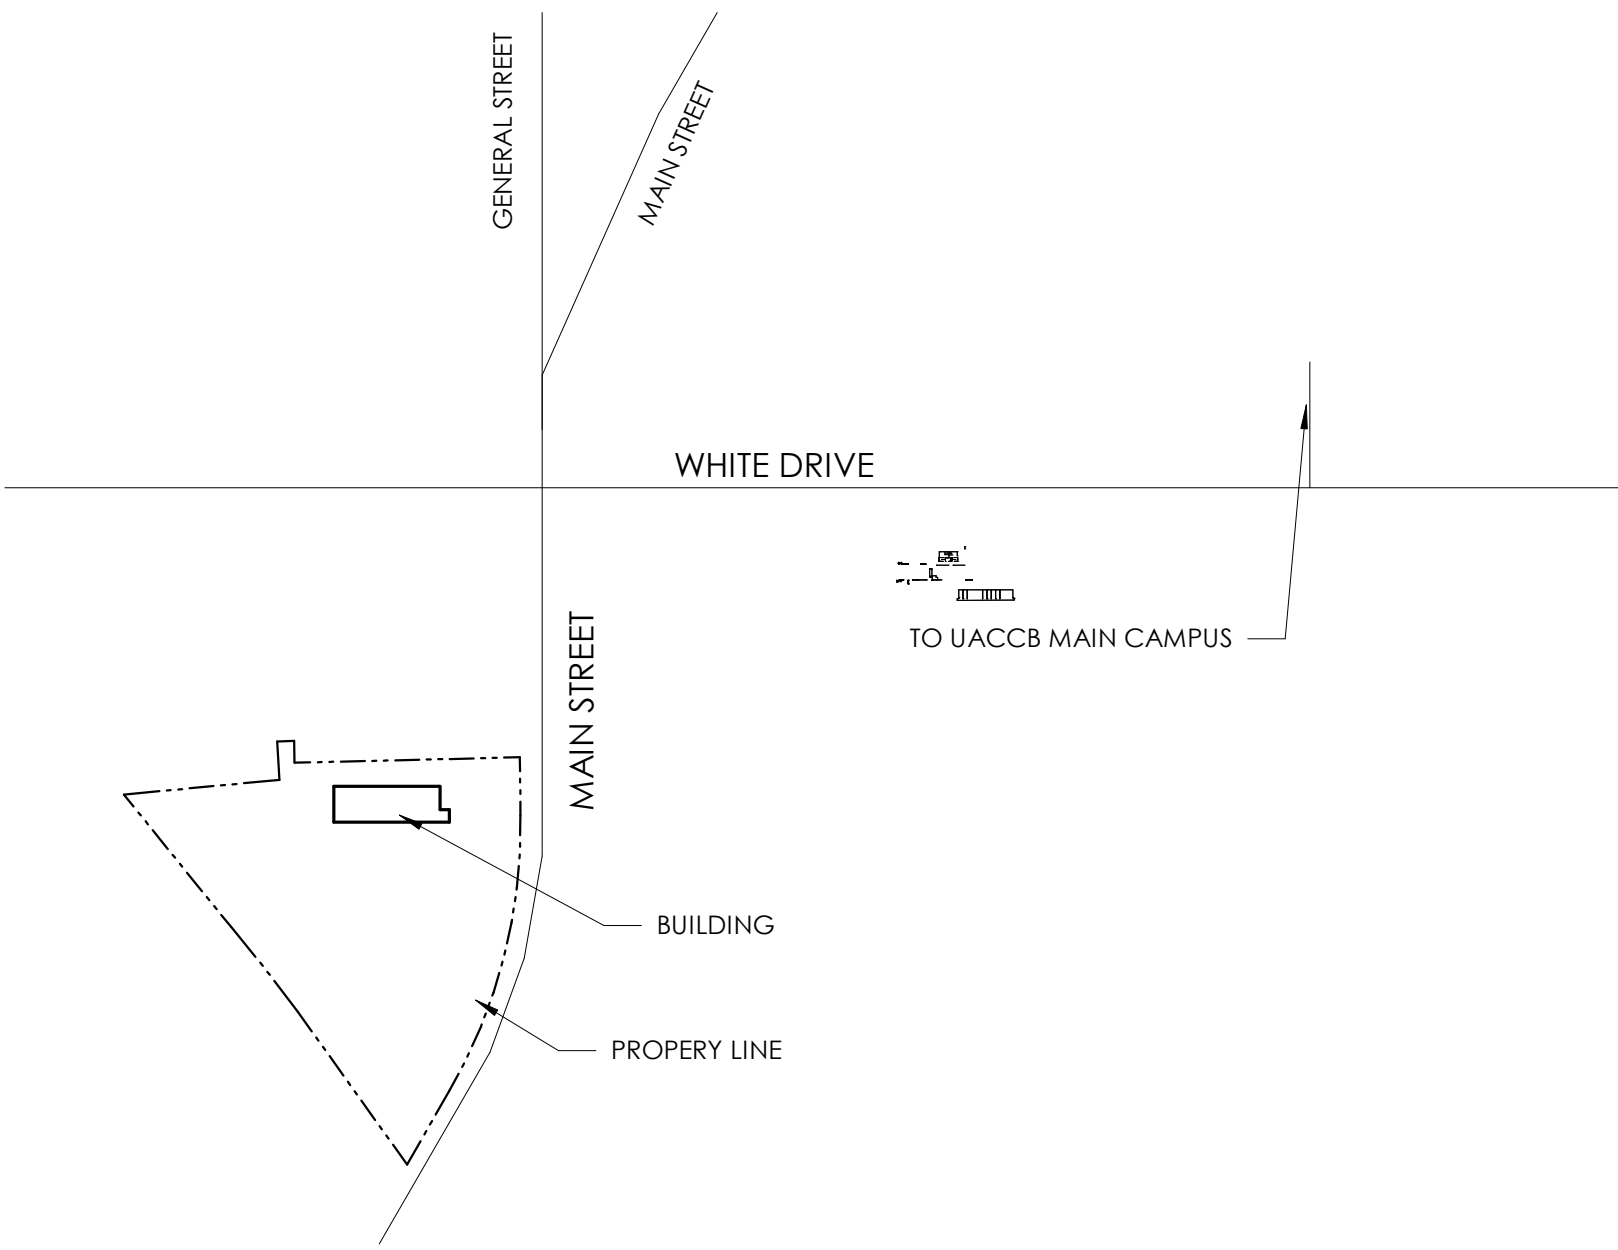 GENERAL STREET
MAIN STREET
WHITE DRIVE
MAIN STREET
TO UACCB MAIN CAMPUS
BUILDING
PROPERY LINE